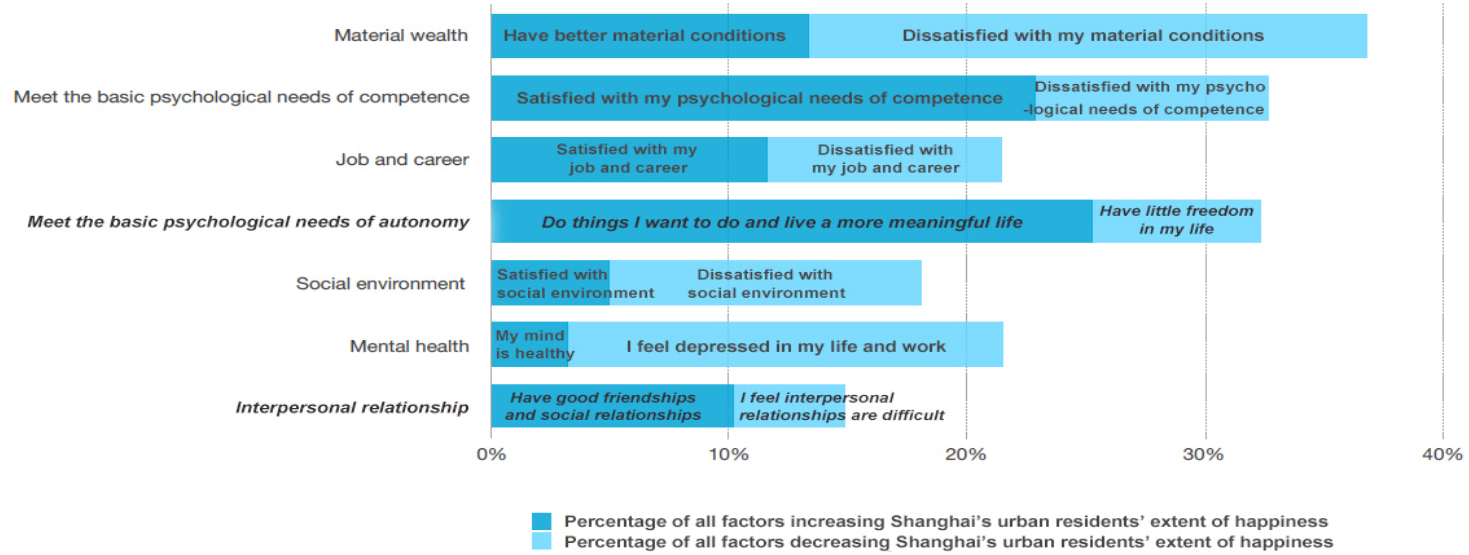 Material wealth
Have better material conditions
Dissatisfied with my material conditions
Meet the basic psychological needs of competence
Satisfied with my psychological needs of competence
Dissatisfied with my psycho
-logical needs of competence
Job and career
Satisfied with my
job and career
Dissatisfied with
my job and career
Meet the basic psychological needs of autonomy
Do things I want to do and live a more meaningful life
Have little freedom
in my life
Social environment
Satisfied with
social environment
Dissatisfied with
social environment
Mental health
My mind
is healthy
I feel depressed in my life and work
Interpersonal relationship
Have good friendships
and social relationships
I feel interpersonal
relationships are difficult
0%
10%
20%
30%
40%
Percentage of all factors increasing Shanghai's urban residents' extent of happiness
Percentage of all factors decreasing Shanghai's urban residents' extent of happiness